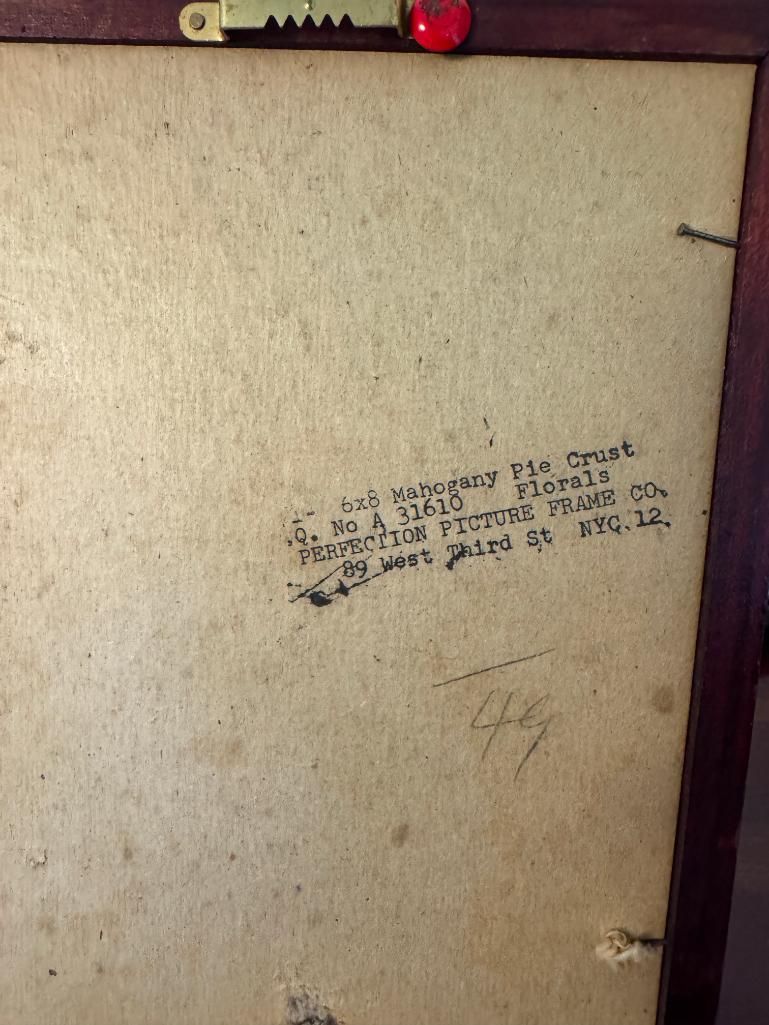 6x8 Mahogany Pie Crust
Q. No A 31610 Florals
PERFECTION PICTURE FRAME CO.
89 West Third St NYC.12.
49